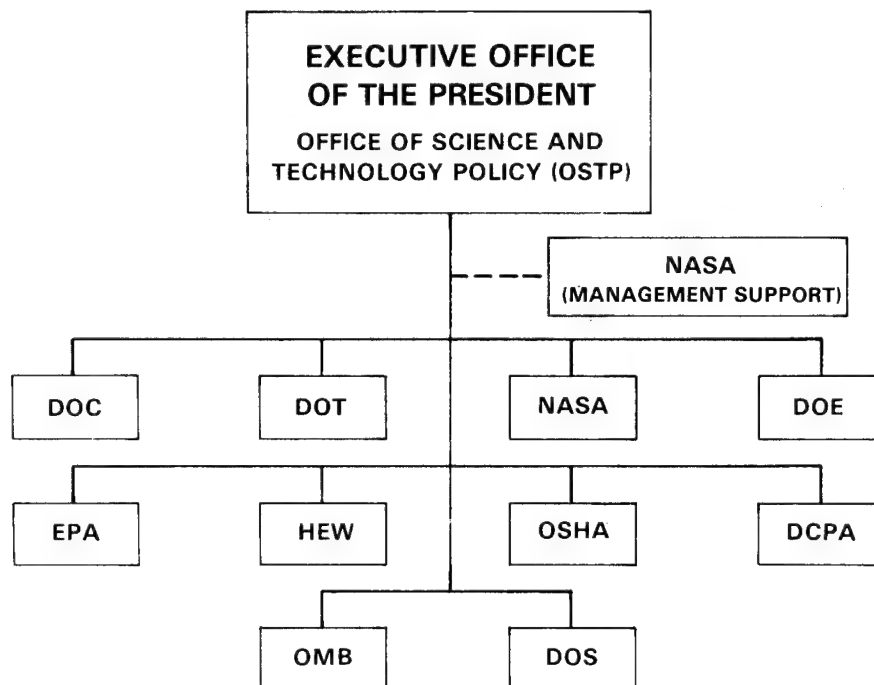 EXECUTIVE OFFICE
OF THE PRESIDENT
OFFICE OF SCIENCE AND
TECHNOLOGY POLICY (OSTP)
NASA
(MANAGEMENT SUPPORT)
DOC
DOT
NASA
DOE
EPA
HEW
OSHA
DCPA
OMB
DOS